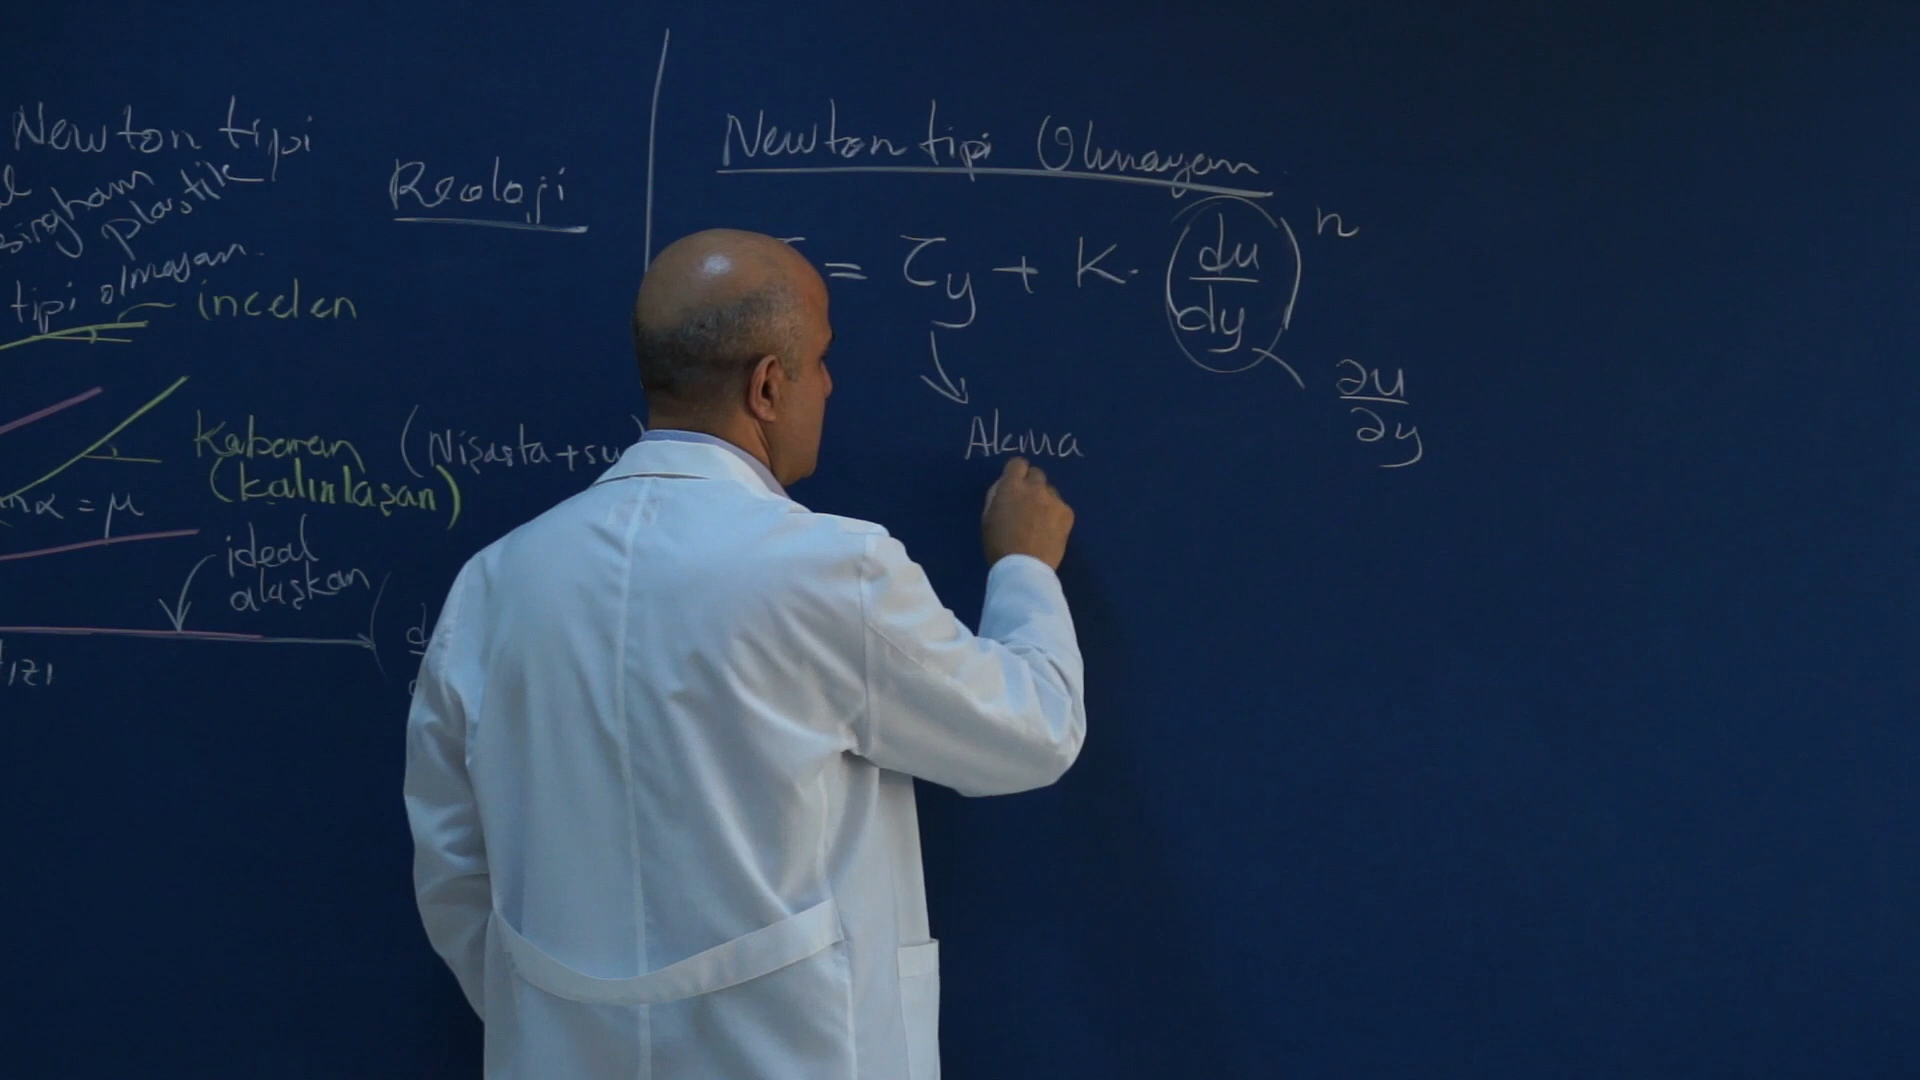 Newton tipi
Bingham
plastik
tipi olmayan
incelen
Reoloji
Kabaran (Nişasta+su
(kalınlaşan)
α = μ
ideal
alaşkan
Newton tipi Olmayan
= τy + K. (du/dy)^n
∂u/∂y
Akma